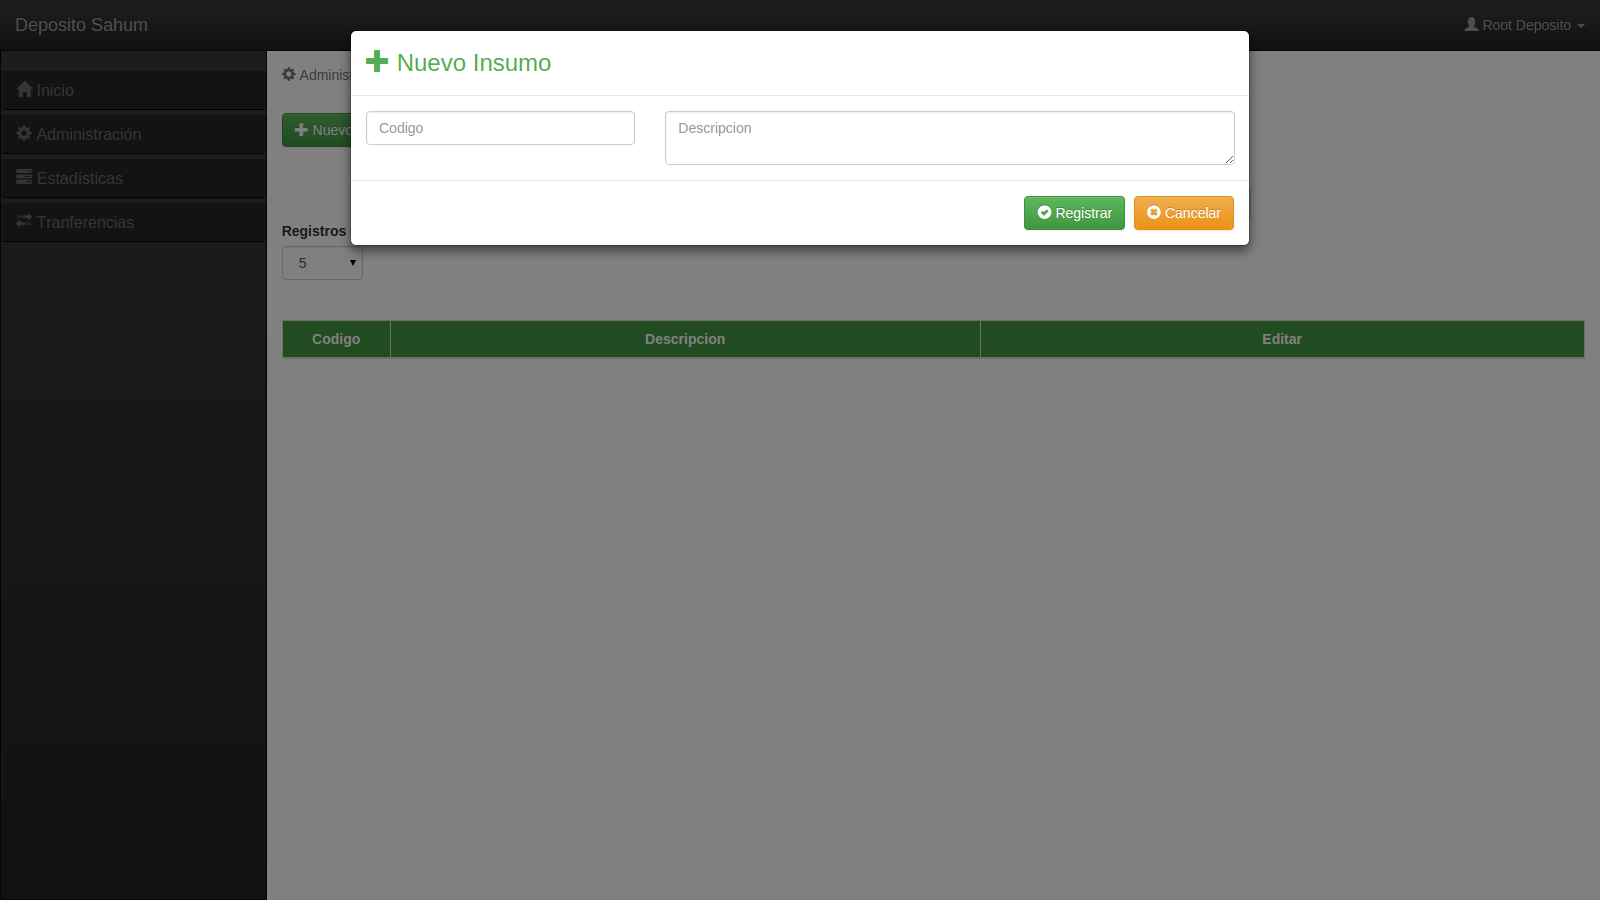 Deposito Sahum
Root Deposito
Nuevo Insumo
Codigo
Descripcion
Registrar
Cancelar
Inicio
Administración
Estadísticas
Tranferencias
Adminis
Nuevo
Registros
5
Codigo
Descripcion
Editar